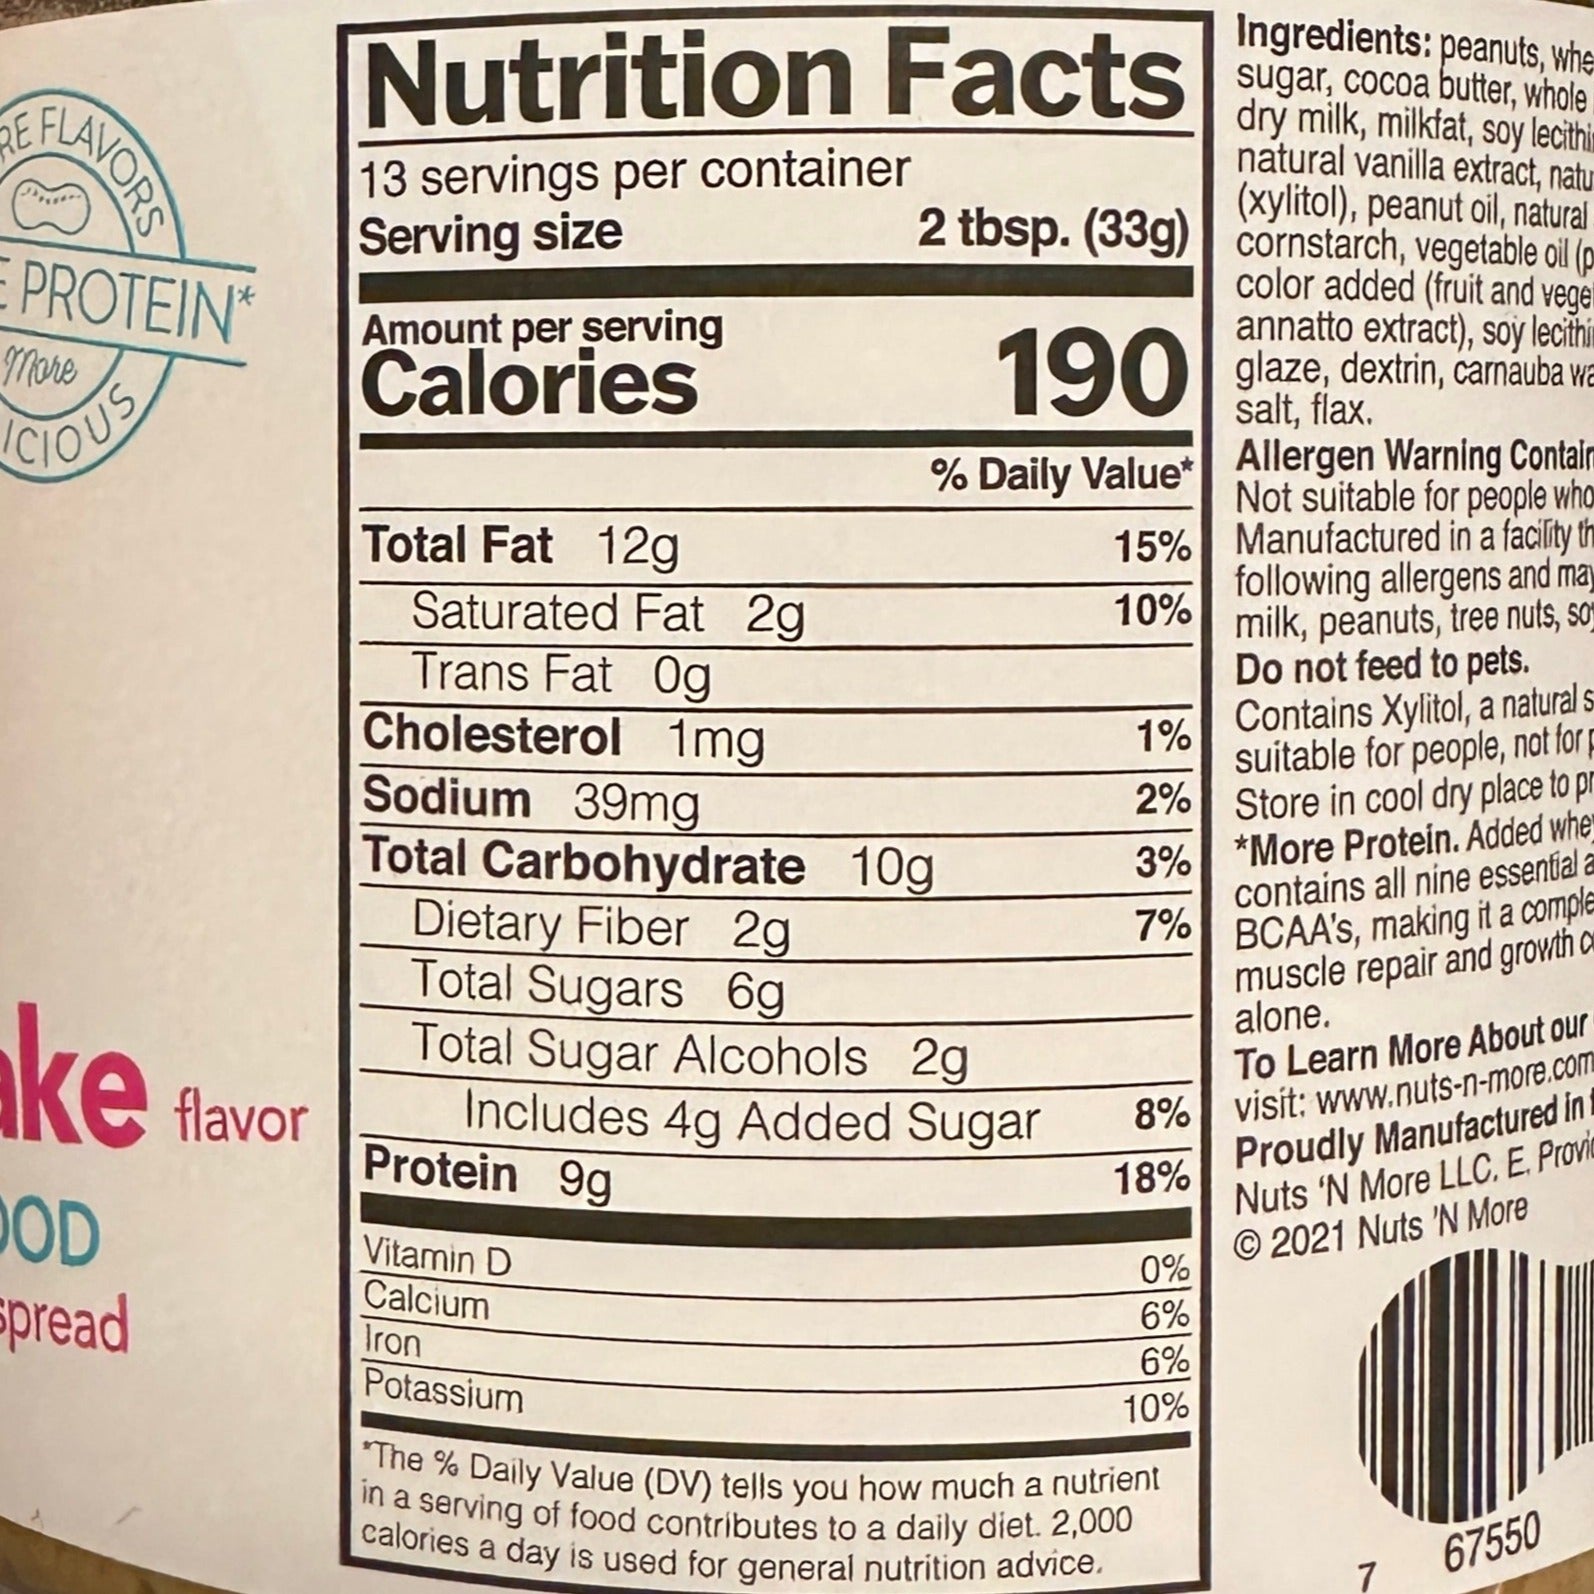 FLAVORS
PROTEIN*
More
flavor
spread
Nutrition Facts
13 servings per container
Serving size 2 tbsp. (33g)
Amount per serving
Calories 190
% Daily Value*
Total Fat 12g 15%
Saturated Fat 2g 10%
Trans Fat 0g
Cholesterol 1mg 1%
Sodium 39mg 2%
Total Carbohydrate 10g 3%
Dietary Fiber 2g 7%
Total Sugars 6g
Total Sugar Alcohols 2g
Includes 4g Added Sugar 8%
Protein 9g 18%
Vitamin D 0%
Calcium 6%
Iron 6%
Potassium 10%
*The % Daily Value (DV) tells you how much a nutrient
in a serving of food contributes to a daily diet. 2,000
calories a day is used for general nutrition advice.
Ingredients: peanuts,
sugar, cocoa butter, whole
dry milk, milkfat, soy
natural vanilla extract,
(xylitol), peanut oil, natural
cornstarch, vegetable oil
color added (fruit and
annatto extract), soy
glaze, dextrin, carnauba
salt, flax.
Allergen Warning
Not suitable for people who
Manufactured in a facility
following allergens and may
milk, peanuts, tree nuts,
Do not feed to pets.
Contains Xylitol, a natural
suitable for people, not for
Store in cool dry place to
*More Protein. Added
contains all nine essential
BCAA's, making it a
muscle repair and growth
alone.
To Learn More About our
visit: www.nuts-n-more.com
Proudly Manufactured in
Nuts 'N More LLC. E.
© 2021 Nuts 'N More
7 67550